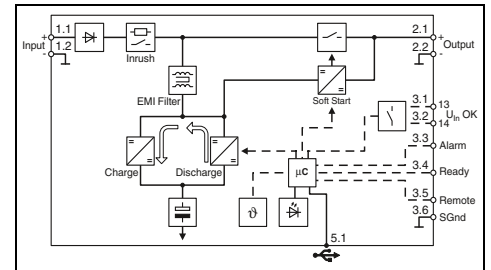 1.1
+
Input
1.2
-
Inrush
EMI Filter
Charge
Discharge
=
=
=
=
ϑ
µC
5.1
=
=
Soft Start
2.1
+
Output
2.2
-
3.1
13
UIn OK
3.2
14
3.3
Alarm
3.4
Ready
3.5
Remote
3.6
SGnd